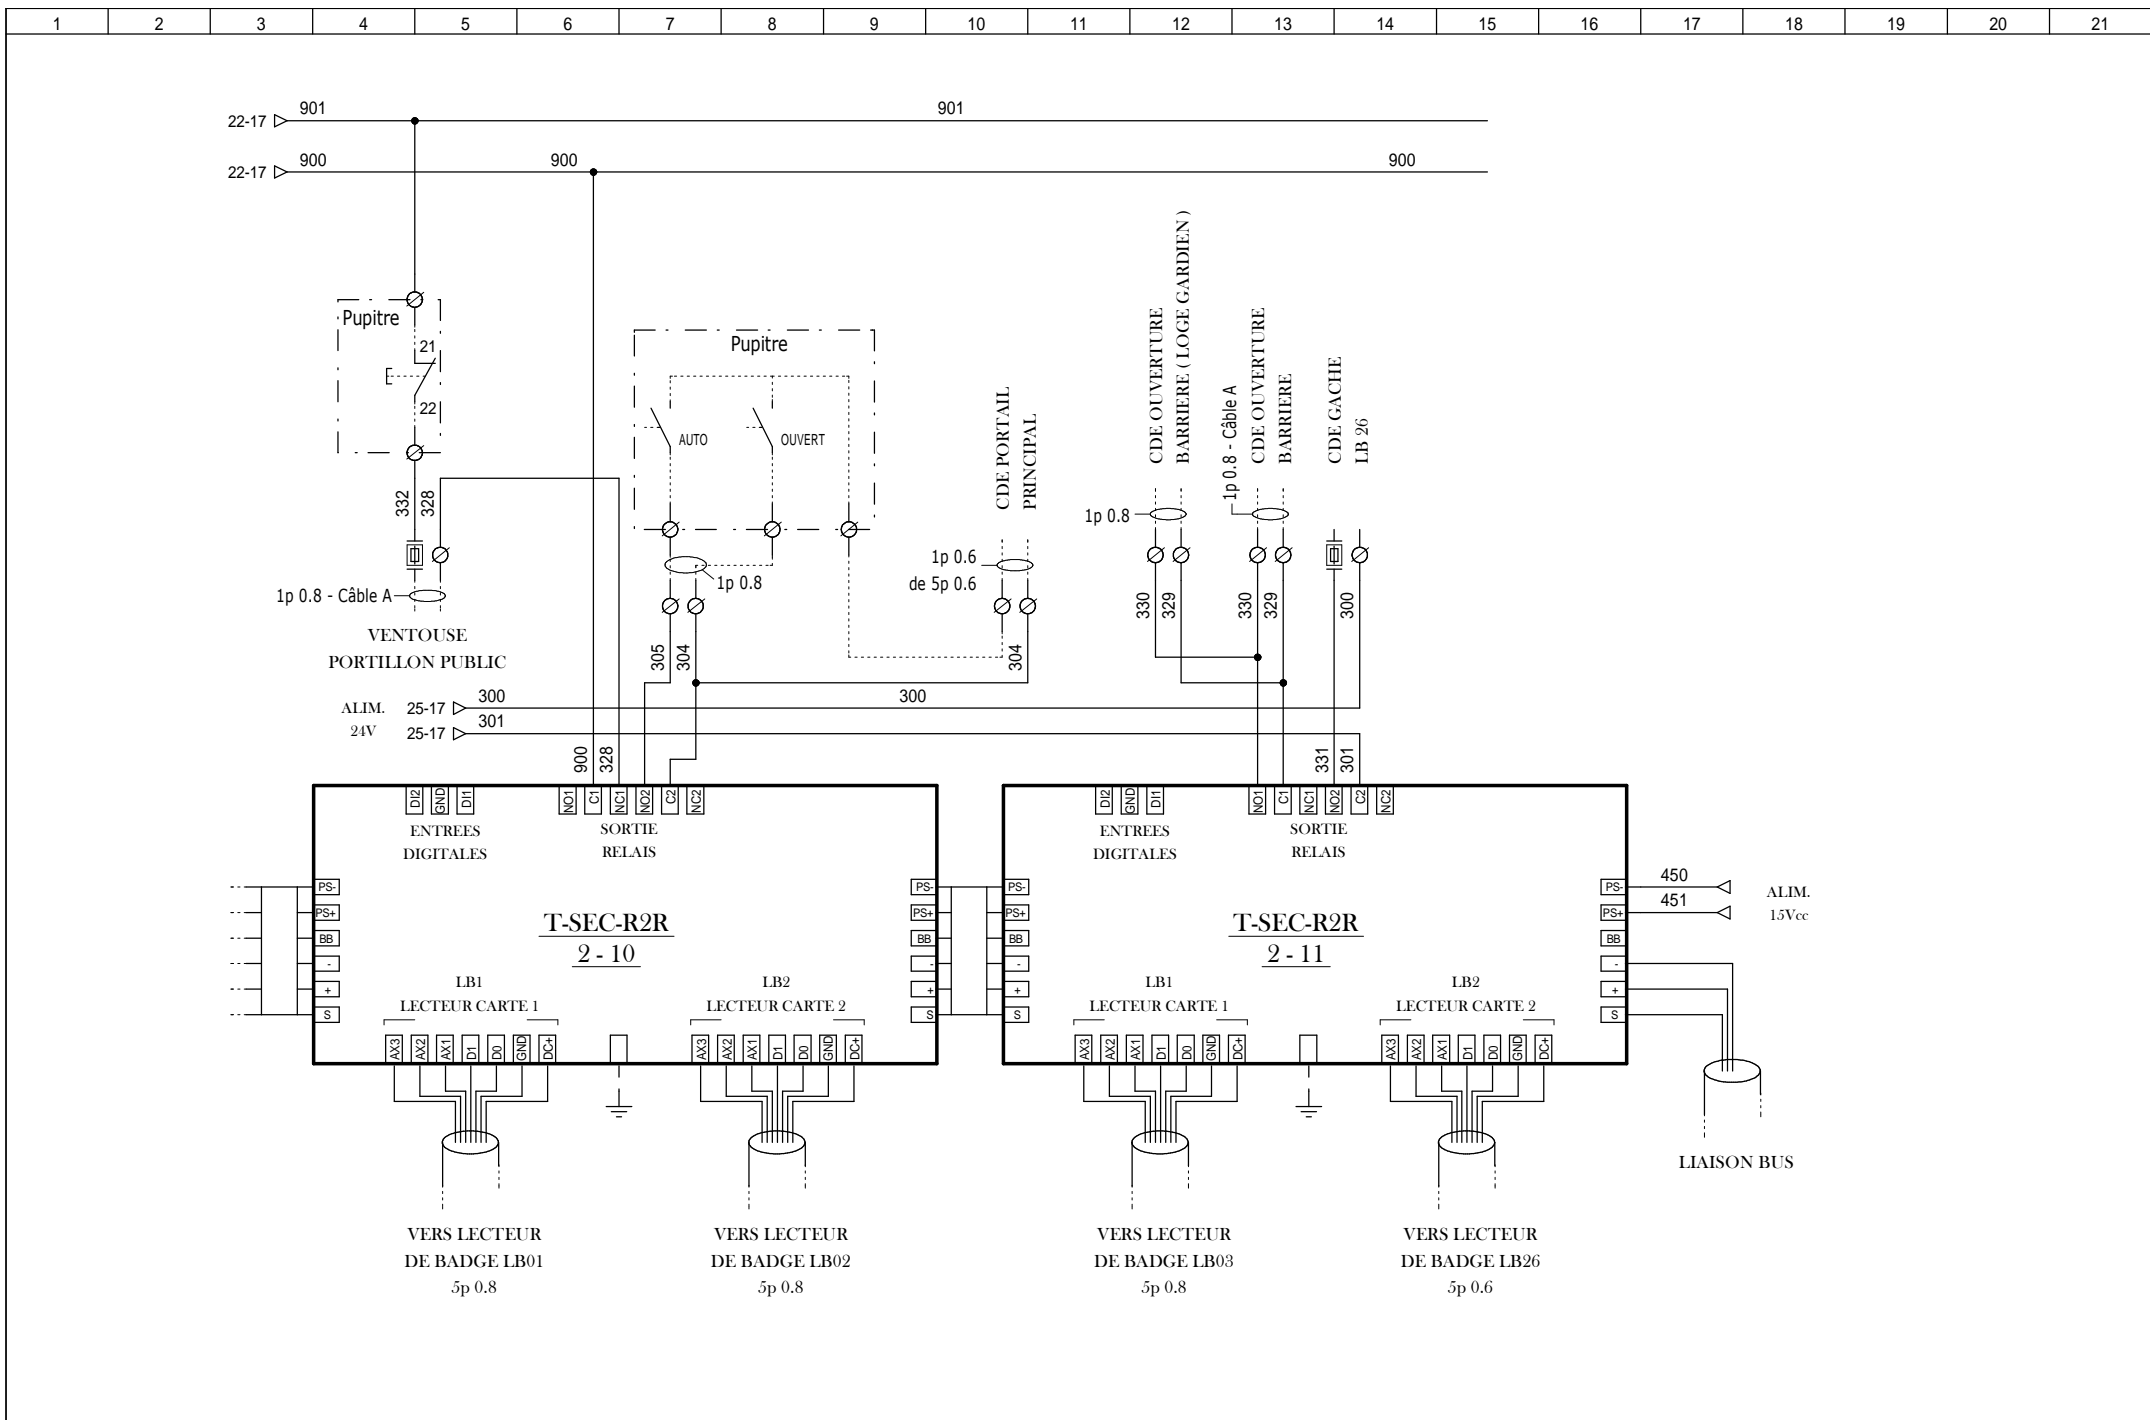 1 2 3 4 5 6 7 8 9 10 11 12 13 14 15 16 17 18 19 20 21
22-17 901 901
22-17 900 900 900
Pupitre
21
22
332
328
1p 0.8 - Câble A
VENTOUSE
PORTILLON PUBLIC
Pupitre
AUTO
OUVERT
1p 0.8
305
304
CDE PORTAIL
PRINCIPAL
1p 0.6
de 5p 0.6
304
CDE OUVERTURE
BARRIERE ( LOGE GARDIEN )
1p 0.8
330
329
1p 0.8 - Câble A
CDE OUVERTURE
BARRIERE
330
329
CDE GACHE
LB 26
300
ALIM.
24V
25-17 300 300
25-17 301
900
328
331
301
DI2 GND DI1
ENTREES
DIGITALES
NO1 C1 NC1 NO2 C2 NC2
SORTIE
RELAIS
PS-
PS+
BB
-
+
S
T-SEC-R2R
2 - 10
PS-
PS+
BB
-
+
S
LB1
LECTEUR CARTE 1
AX3 AX2 AX1 D1 D0 GND DC+
LB2
LECTEUR CARTE 2
AX3 AX2 AX1 D1 D0 GND DC+
VERS LECTEUR
DE BADGE LB01
5p 0.8
VERS LECTEUR
DE BADGE LB02
5p 0.8
DI2 GND DI1
ENTREES
DIGITALES
NO1 C1 NC1 NO2 C2 NC2
SORTIE
RELAIS
PS-
PS+
BB
-
+
S
T-SEC-R2R
2 - 11
PS-
PS+
BB
-
+
S
450
451
ALIM.
15Vcc
LB1
LECTEUR CARTE 1
AX3 AX2 AX1 D1 D0 GND DC+
LB2
LECTEUR CARTE 2
AX3 AX2 AX1 D1 D0 GND DC+
LIAISON BUS
VERS LECTEUR
DE BADGE LB03
5p 0.8
VERS LECTEUR
DE BADGE LB26
5p 0.6